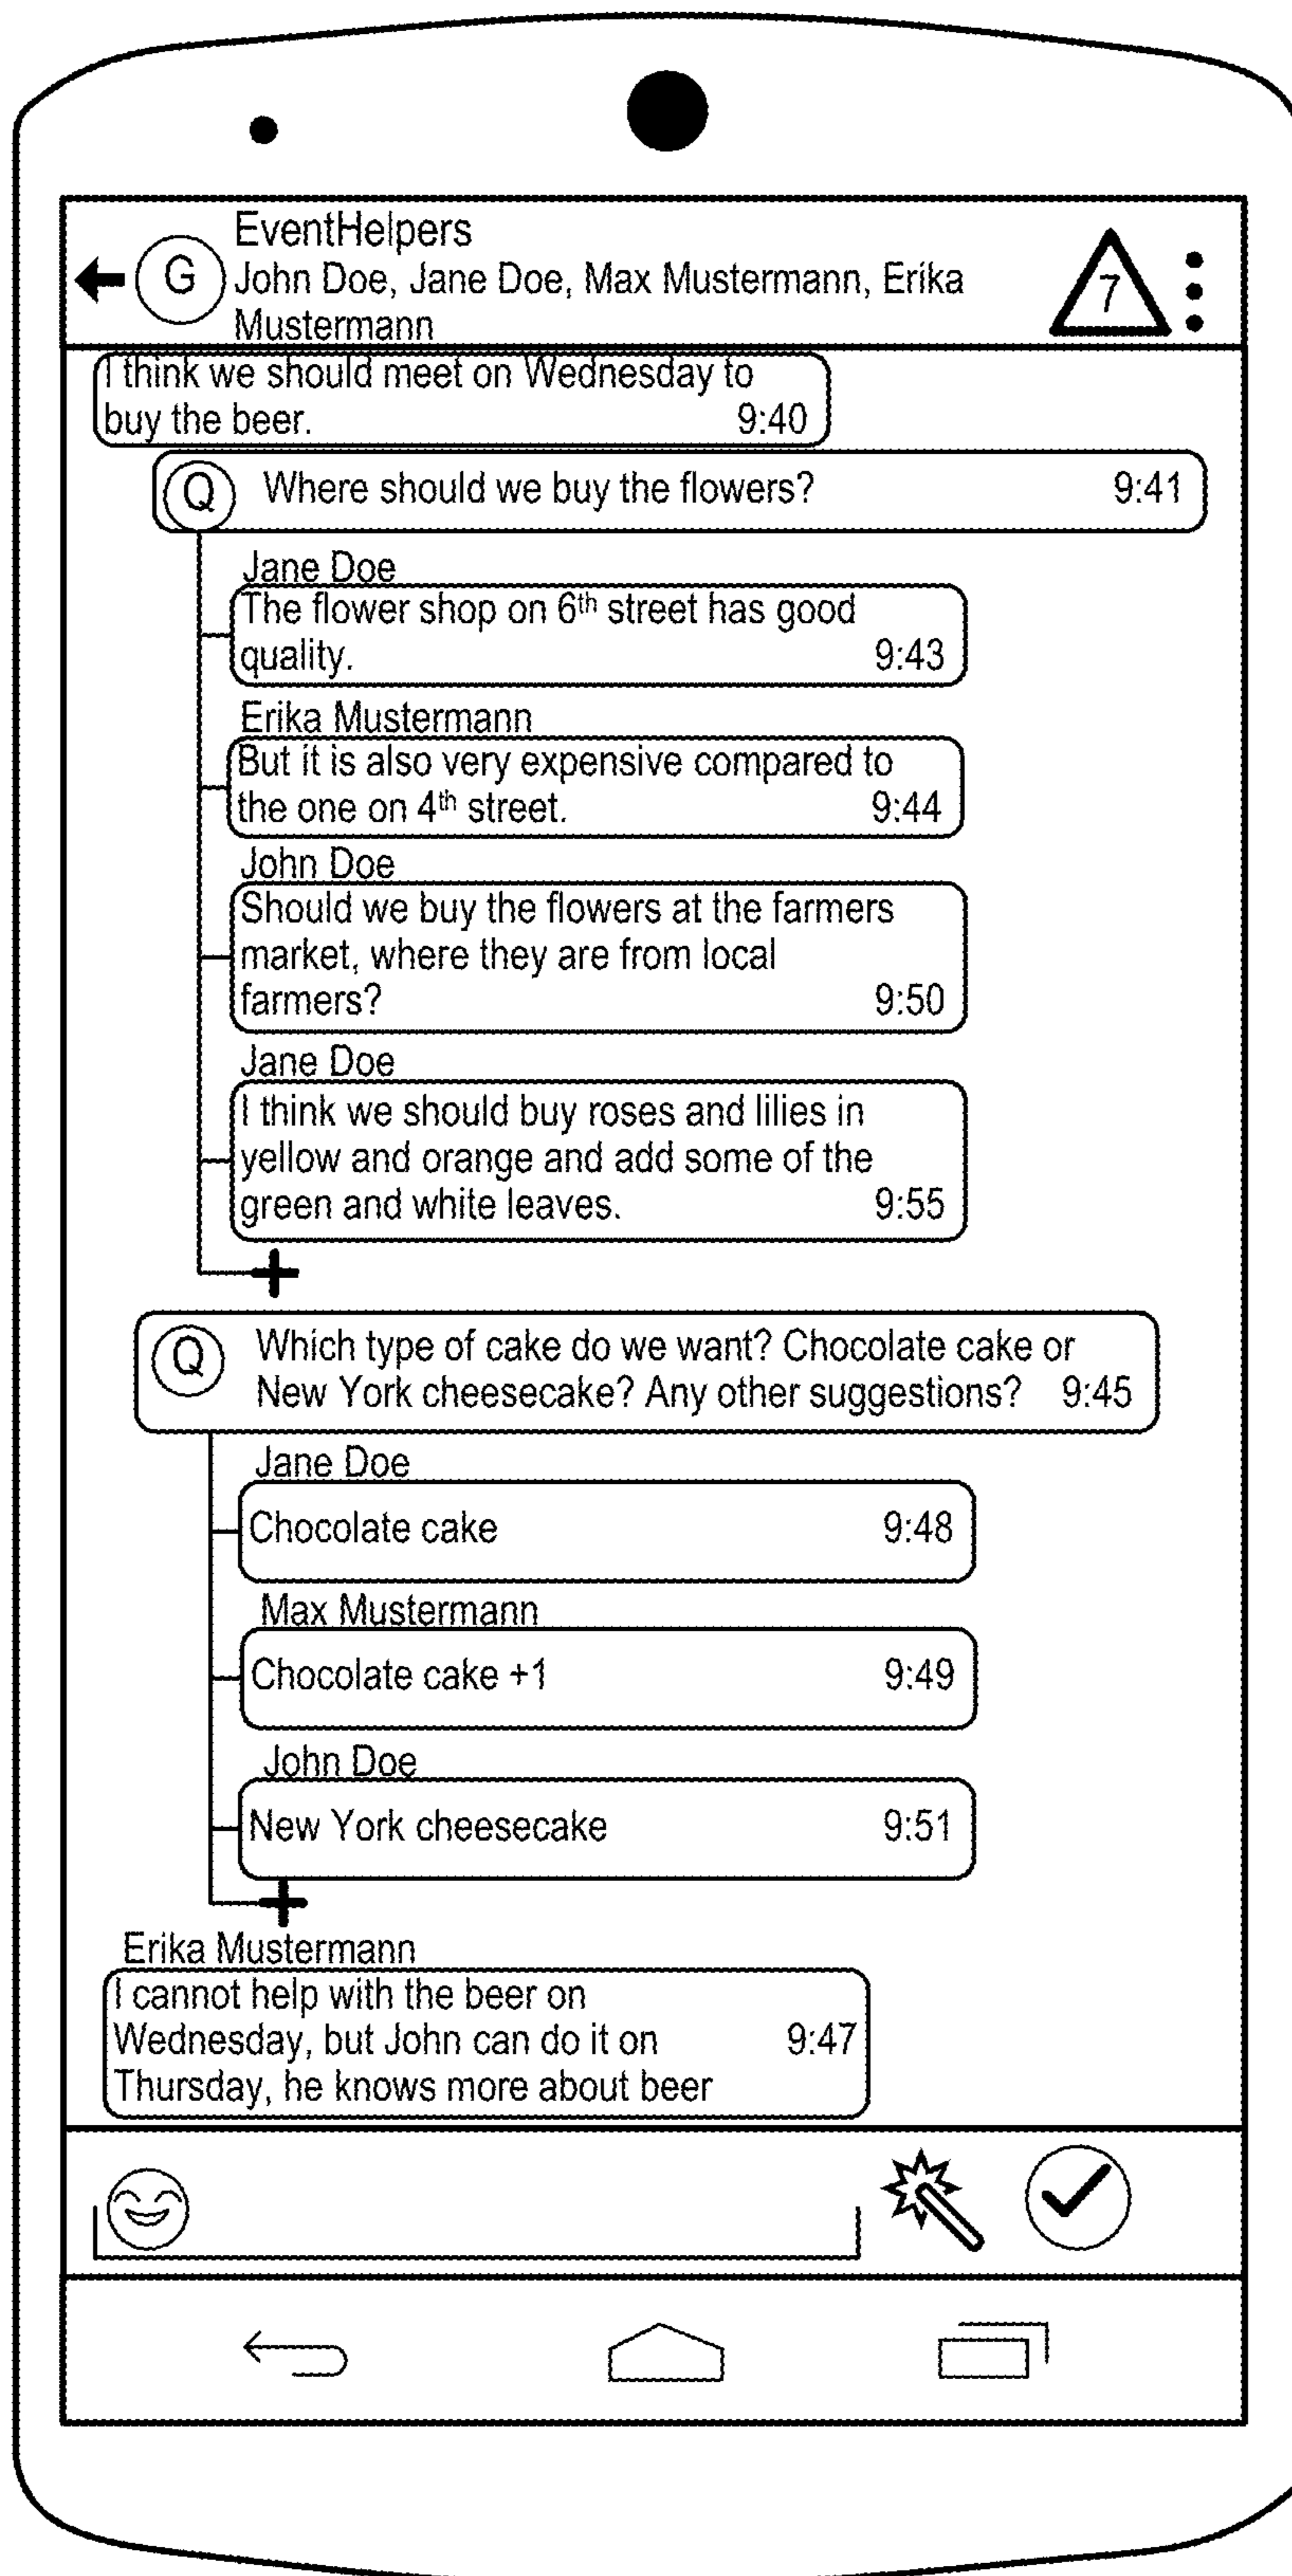 EventHelpers
G
John Doe, Jane Doe, Max Mustermann, Erika
Mustermann
7
I think we should meet on Wednesday to
buy the beer. 9:40
Q Where should we buy the flowers? 9:41
Jane Doe
The flower shop on 6th street has good
quality. 9:43
Erika Mustermann
But it is also very expensive compared to
the one on 4th street. 9:44
John Doe
Should we buy the flowers at the farmers
market, where they are from local
farmers? 9:50
Jane Doe
I think we should buy roses and lilies in
yellow and orange and add some of the
green and white leaves. 9:55
Q Which type of cake do we want? Chocolate cake or
New York cheesecake? Any other suggestions? 9:45
Jane Doe
Chocolate cake 9:48
Max Mustermann
Chocolate cake +1 9:49
John Doe
New York cheesecake 9:51
Erika Mustermann
I cannot help with the beer on
Wednesday, but John can do it on 9:47
Thursday, he knows more about beer